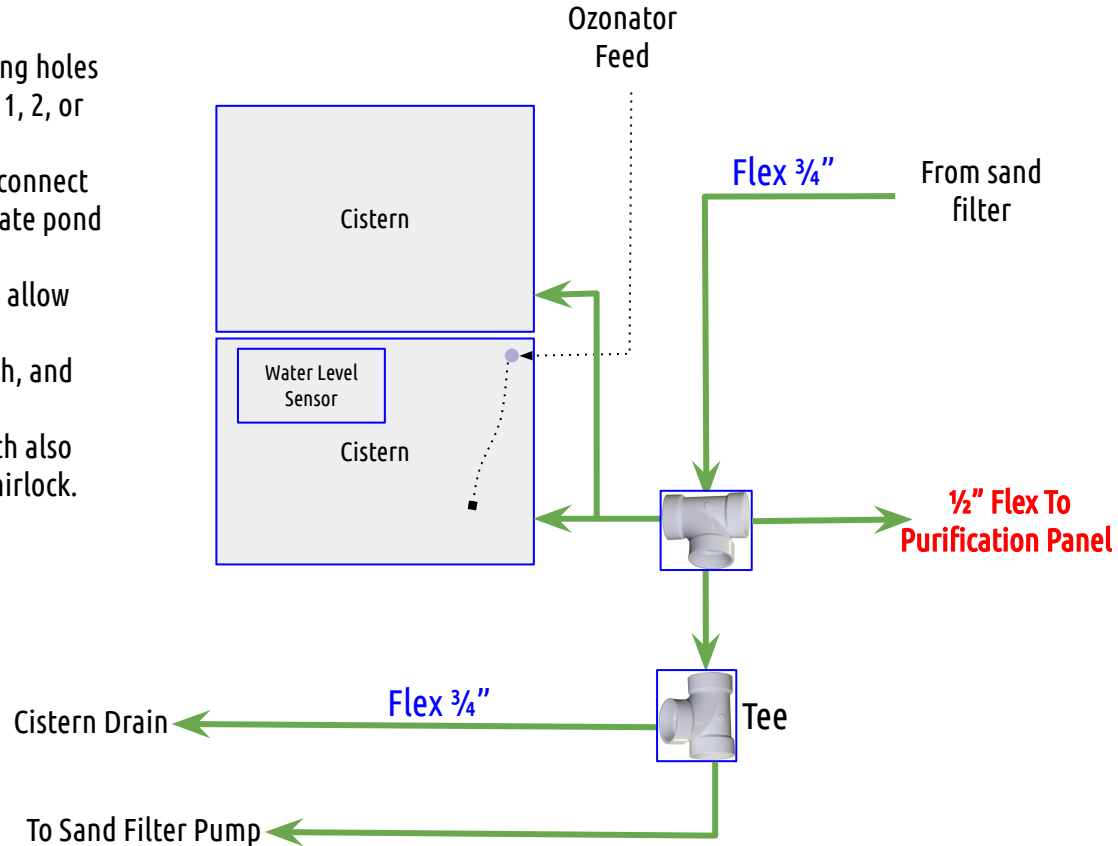 Ozonator
Feed
ng holes
1, 2, or
connect
ate pond
allow
h, and
ch also
airlock.
Flex ¾”
From sand
filter
Cistern
Water Level
Sensor
Cistern
½” Flex To
Purification Panel
Flex ¾”
Cistern Drain
Tee
To Sand Filter Pump